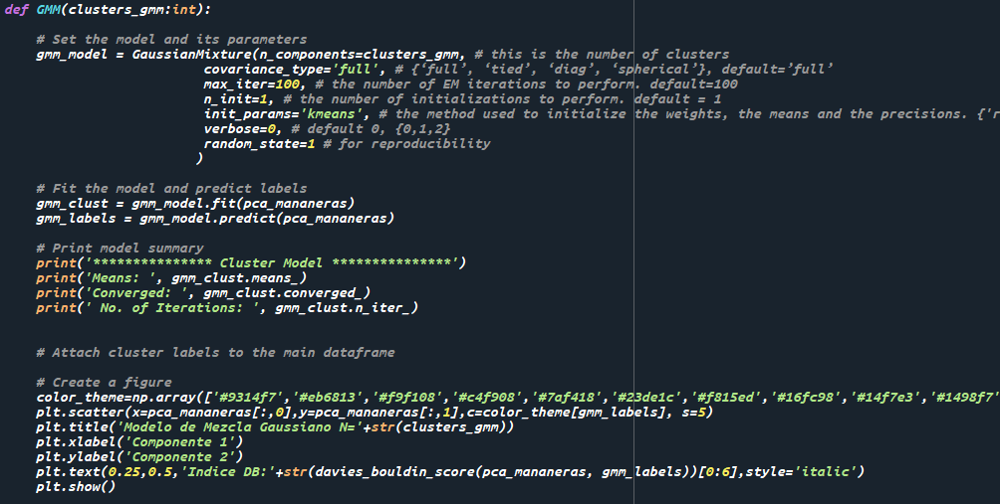 def GMM(clusters_gmm:int):
# Set the model and its parameters
gmm_model = GaussianMixture(n_components=clusters_gmm, # this is the number of clusters
covariance_type='full', # {‘full’, ‘tied’, ‘diag’, ‘spherical’}, default=’full’
max_iter=100, # the number of EM iterations to perform. default=100
n_init=1, # the number of initializations to perform. default = 1
init_params='kmeans', # the method used to initialize the weights, the means and the precisions. {'r
verbose=0, # default 0, {0,1,2}
random_state=1 # for reproducibility
)
# Fit the model and predict labels
gmm_clust = gmm_model.fit(pca_mananeras)
gmm_labels = gmm_model.predict(pca_mananeras)
# Print model summary
print('*************** Cluster Model ***************')
print('Means: ', gmm_clust.means_)
print('Converged: ', gmm_clust.converged_)
print(' No. of Iterations: ', gmm_clust.n_iter_)
# Attach cluster labels to the main dataframe
# Create a figure
color_theme=np.array(['#9314f7','#eb6813','#f9f108','#c4f908','#7af418','#23de1c','#f815ed','#16fc98','#14f7e3','#1498f7'
plt.scatter(x=pca_mananeras[:,0],y=pca_mananeras[:,1],c=color_theme[gmm_labels], s=5)
plt.title('Modelo de Mezcla Gaussiano N='+str(clusters_gmm))
plt.xlabel('Componente 1')
plt.ylabel('Componente 2')
plt.text(0.25,0.5,'Indice DB:'+str(davies_bouldin_score(pca_mananeras, gmm_labels))[0:6],style='italic')
plt.show()